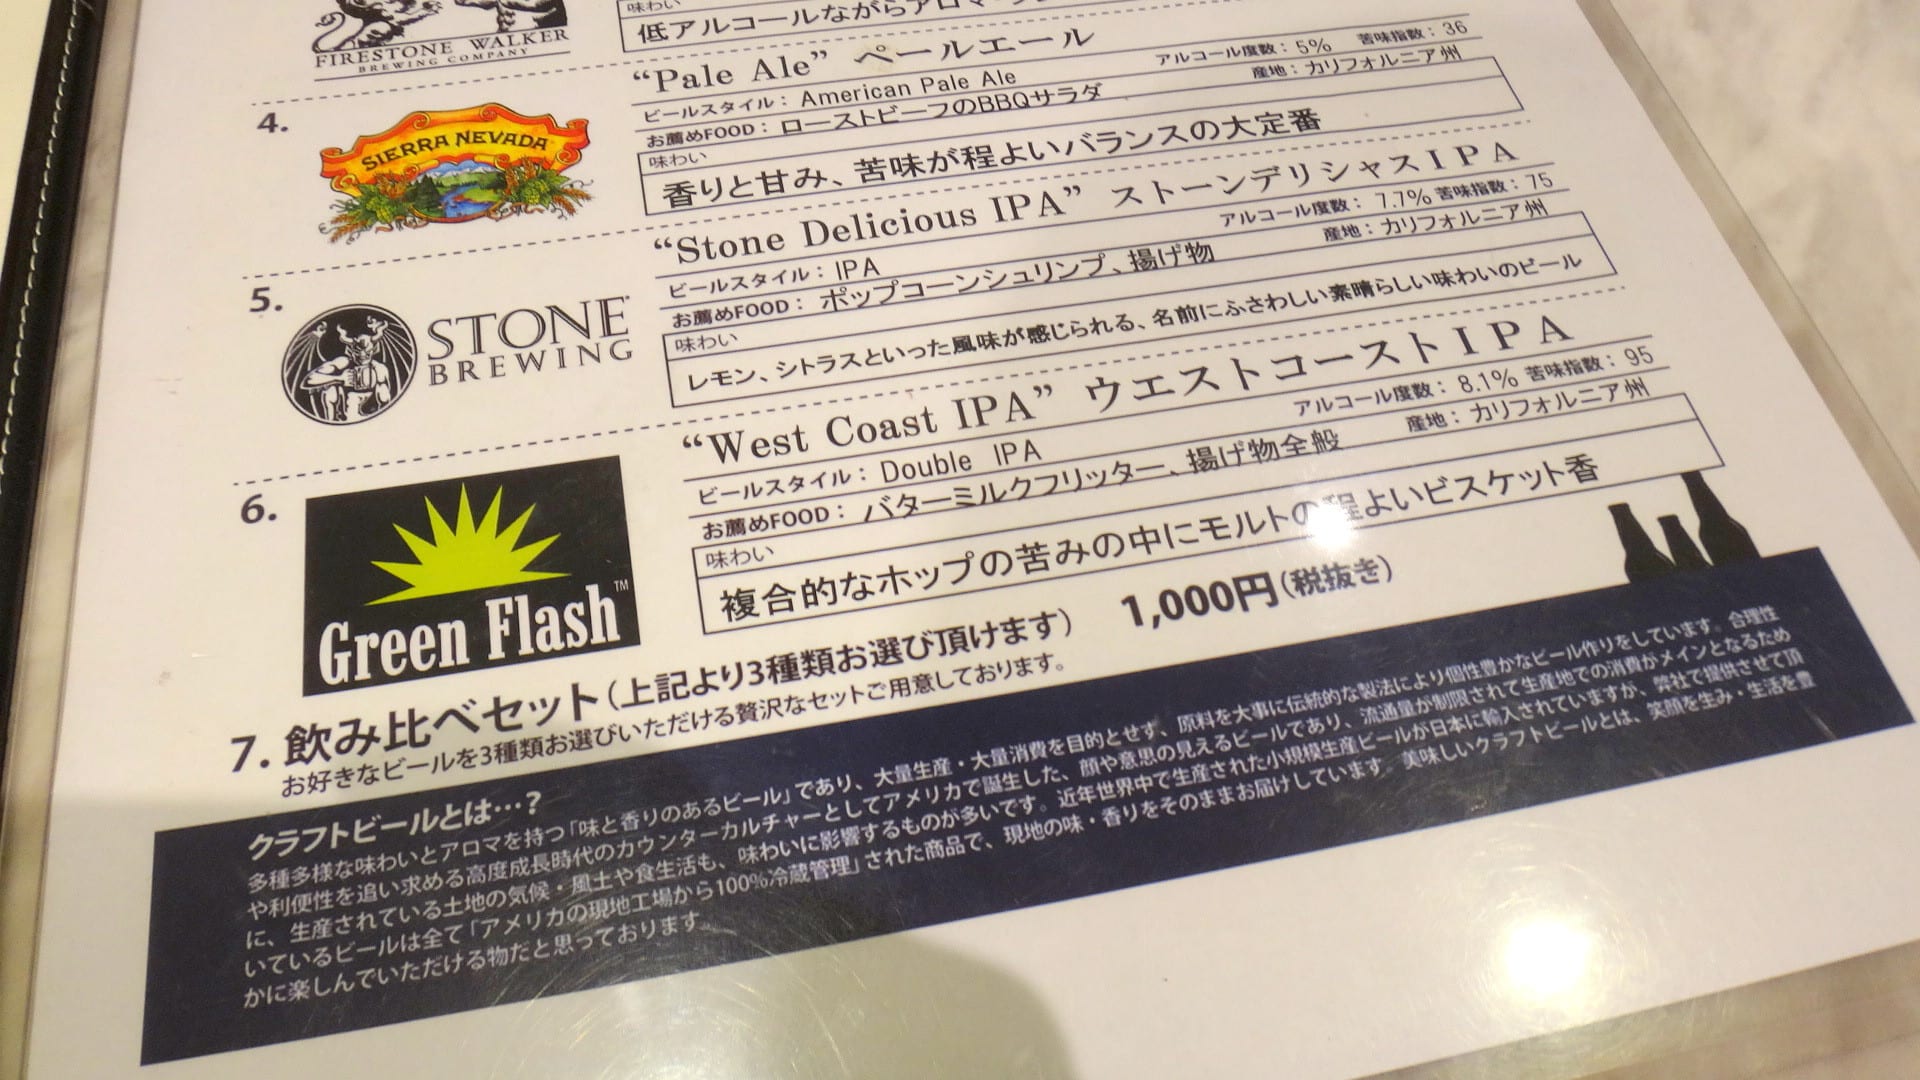 FIRESTONE WALKER
BREWING COMPANY
味わい
低アルコールながらアロマ・
4.
SIERRA NEVADA
“Pale Ale” ペールエール
アルコール度数：5% 苦味指数：36
ビールスタイル：American Pale Ale
産地：カリフォルニア州
お薦めFOOD：ローストビーフのBBQサラダ
味わい
香りと甘み、苦味が程よいバランスの大定番
5.
STONE
BREWING
“Stone Delicious IPA” ストーンデリシャスＩＰＡ
アルコール度数：7.7% 苦味指数：75
ビールスタイル：IPA
産地：カリフォルニア州
お薦めFOOD：ポップコーンシュリンプ、揚げ物
味わい
レモン、シトラスといった風味が感じられる、名前にふさわしい素晴らしい味わいのビール
6.
Green Flash™
“West Coast IPA” ウエストコーストＩＰＡ
アルコール度数：8.1% 苦味指数：95
ビールスタイル：Double IPA
産地：カリフォルニア州
お薦めFOOD：バターミルクフリッター、揚げ物全般
味わい
複合的なホップの苦みの中にモルトの程よいビスケット香
7. 飲み比べセット（上記より3種類お選び頂けます） 1,000円（税抜き）
お好きなビールを3種類お選びいただける贅沢なセットご用意しております。
クラフトビールとは…？
多種多様な味わいとアロマを持つ「味と香りのあるビール」であり、大量生産・大量消費を目的とせず、原料を大事に伝統的な製法により個性豊かなビール作りをしています。合理性
や利便性を追い求める高度成長時代のカウンターカルチャーとしてアメリカで誕生した、顔や意思の見えるビールであり、流通量が制限されて生産地での消費がメインとなるため
に、生産されている土地の気候・風土や食生活も、味わいに影響するものが多いです。近年世界中で生産された小規模生産ビールが日本に輸入されていますが、弊社で提供させて頂
いているビールは全て「アメリカの現地工場から100%冷蔵管理」された商品で、現地の味・香りをそのままお届けしています。美味しいクラフトビールとは、笑顔を生み・生活を豊
かに楽しんでいただける物だと思っております。